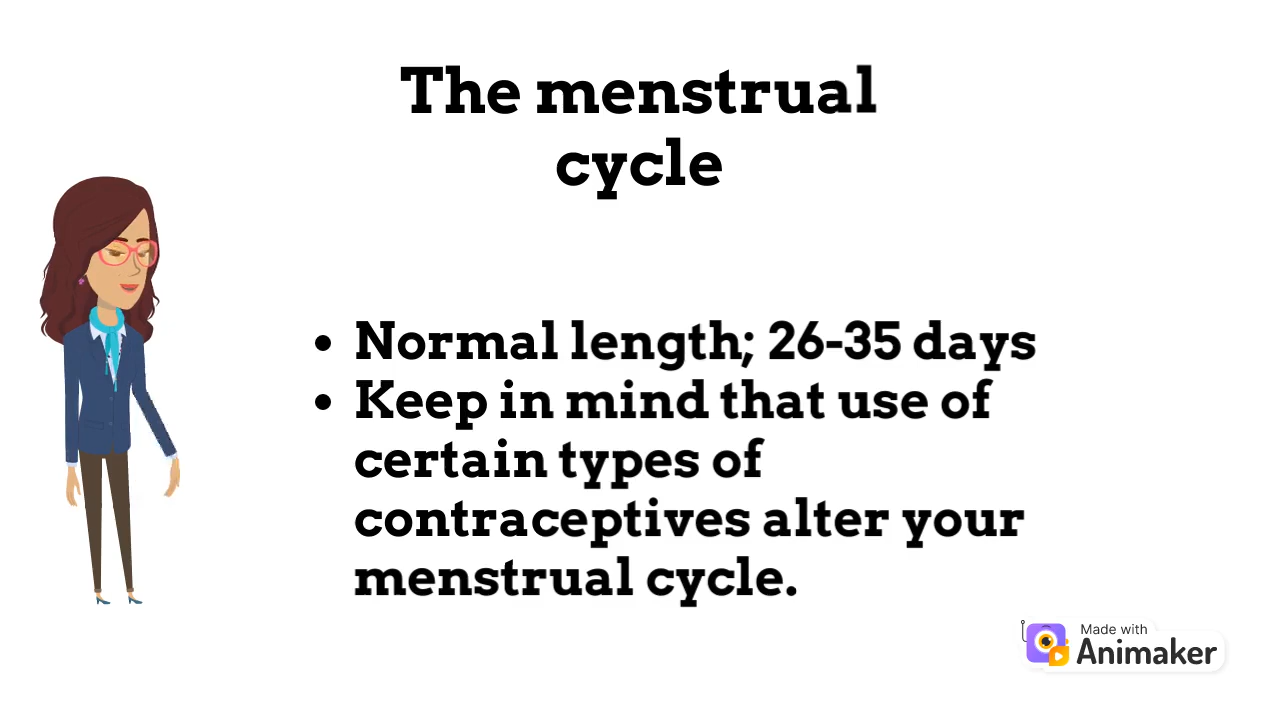 The menstrual
cycle
• Normal length; 26-35 days
• Keep in mind that use of
certain types of
contraceptives alter your
menstrual cycle.
Made with
Animaker